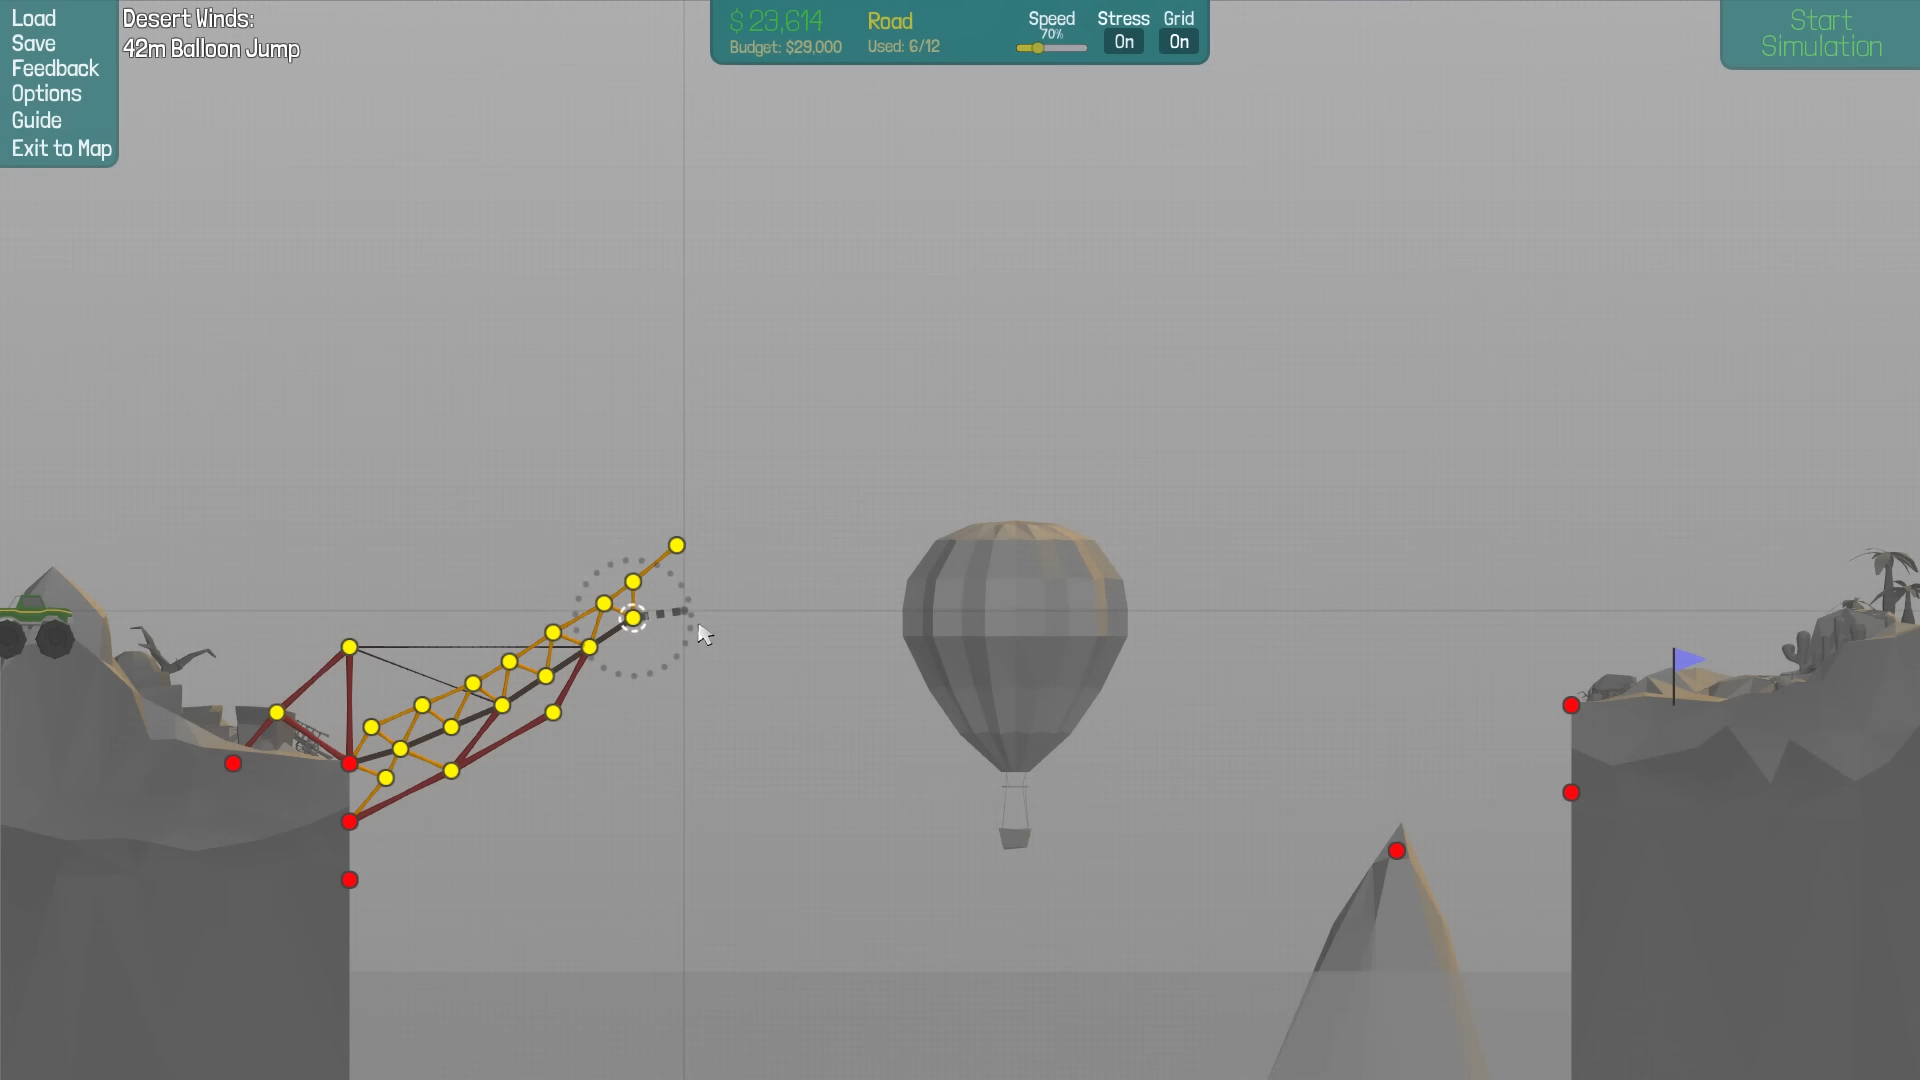 Load
Save
Feedback
Options
Guide
Exit to Map
Desert Winds:
42m Balloon Jump
$ 23,614
Budget: $29,000
Road
Used: 6/12
Speed
70%
Stress
On
Grid
On
Start
Simulation